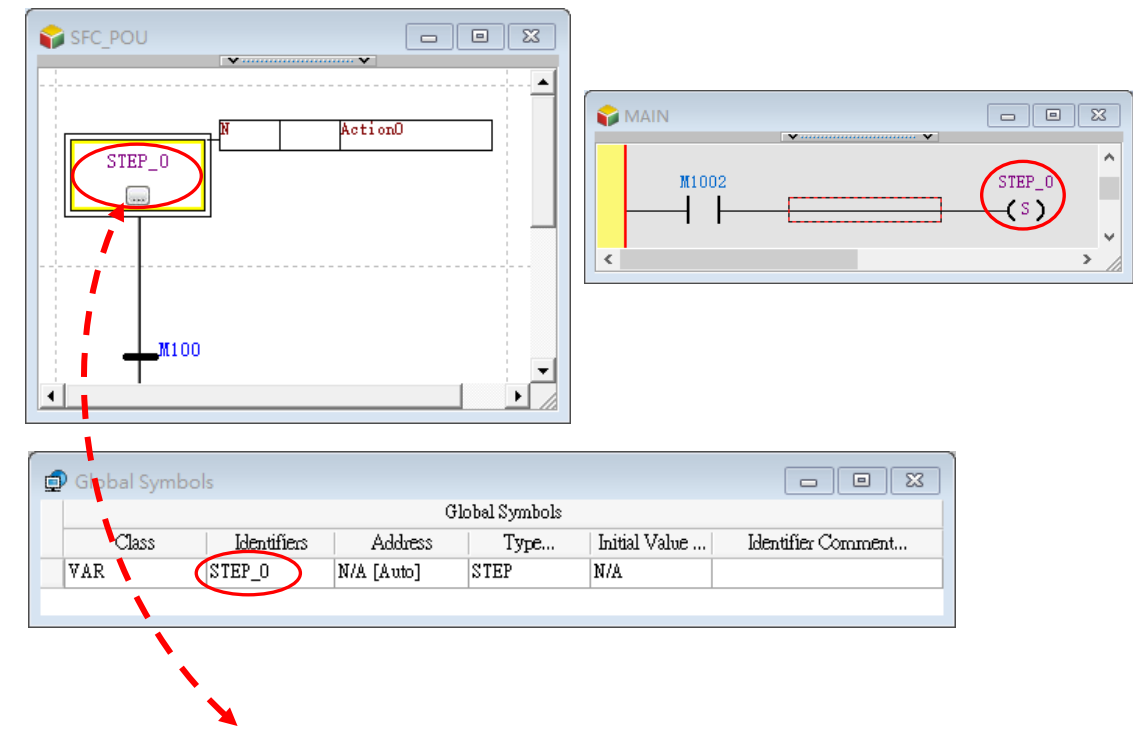 SFC_POU
N Action0
STEP_0
...
M100
MAIN
M1002 STEP_0
S
Global Symbols
Global Symbols
Class Identifiers Address Type... Initial Value ... Identifier Comment...
VAR STEP_0 N/A [Auto] STEP N/A